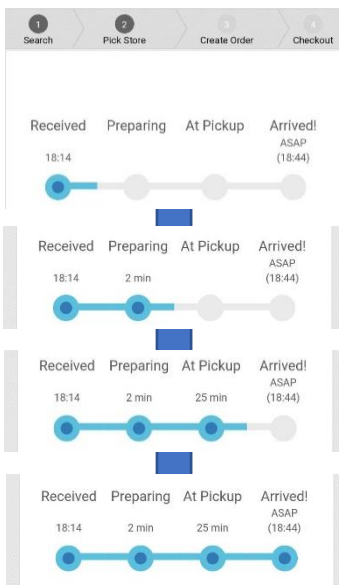 1 2 3 4
Search Pick Store Create Order Checkout
Received Preparing At Pickup Arrived!
ASAP
18:14 (18:44)
Received Preparing At Pickup Arrived!
ASAP
18:14 2 min (18:44)
Received Preparing At Pickup Arrived!
ASAP
18:14 2 min 25 min (18:44)
Received Preparing At Pickup Arrived!
ASAP
18:14 2 min 25 min (18:44)